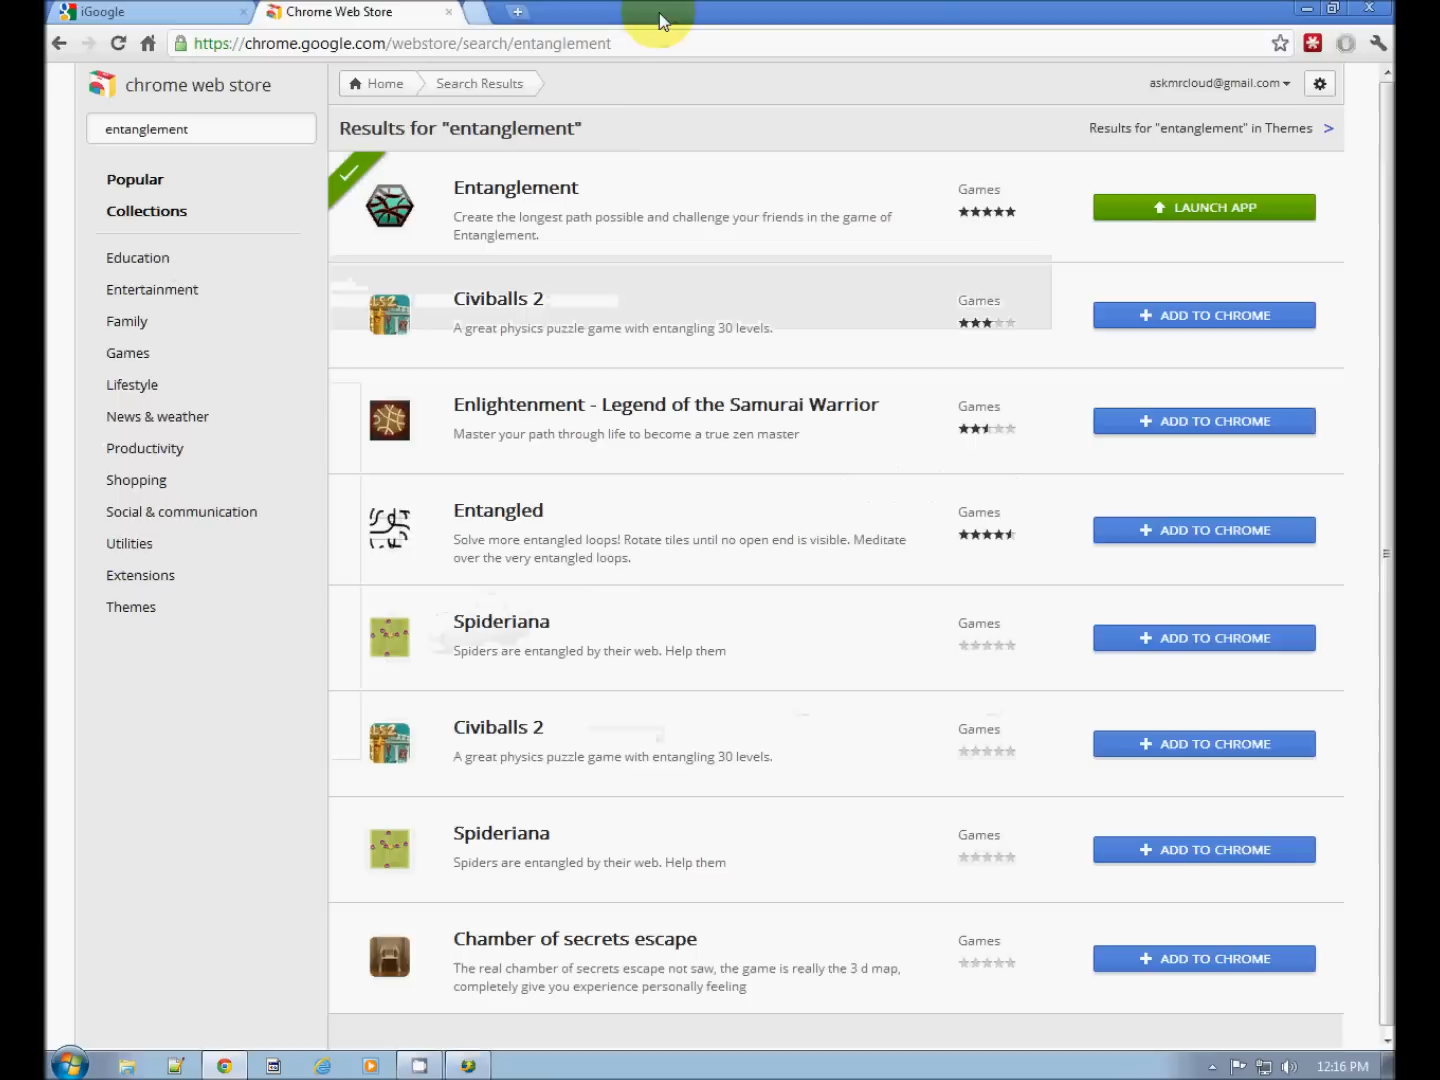 iGoogle
Chrome Web Store
https://chrome.google.com/webstore/search/entanglement
chrome web store
Home
Search Results
askmrcloud@gmail.com
entanglement
Results for "entanglement"
Results for "entanglement" in Themes >
Popular
Collections
Education
Entertainment
Family
Games
Lifestyle
News & weather
Productivity
Shopping
Social & communication
Utilities
Extensions
Themes
Entanglement
Create the longest path possible and challenge your friends in the game of
Entanglement.
Games
LAUNCH APP
Civiballs 2
A great physics puzzle game with entangling 30 levels.
Games
ADD TO CHROME
Enlightenment - Legend of the Samurai Warrior
Master your path through life to become a true zen master
Games
ADD TO CHROME
Entangled
Solve more entangled loops! Rotate tiles until no open end is visible. Meditate
over the very entangled loops.
Games
ADD TO CHROME
Spideriana
Spiders are entangled by their web. Help them
Games
ADD TO CHROME
Civiballs 2
A great physics puzzle game with entangling 30 levels.
Games
ADD TO CHROME
Spideriana
Spiders are entangled by their web. Help them
Games
ADD TO CHROME
Chamber of secrets escape
The real chamber of secrets escape not saw, the game is really the 3 d map,
completely give you experience personally feeling
Games
ADD TO CHROME
12:16 PM